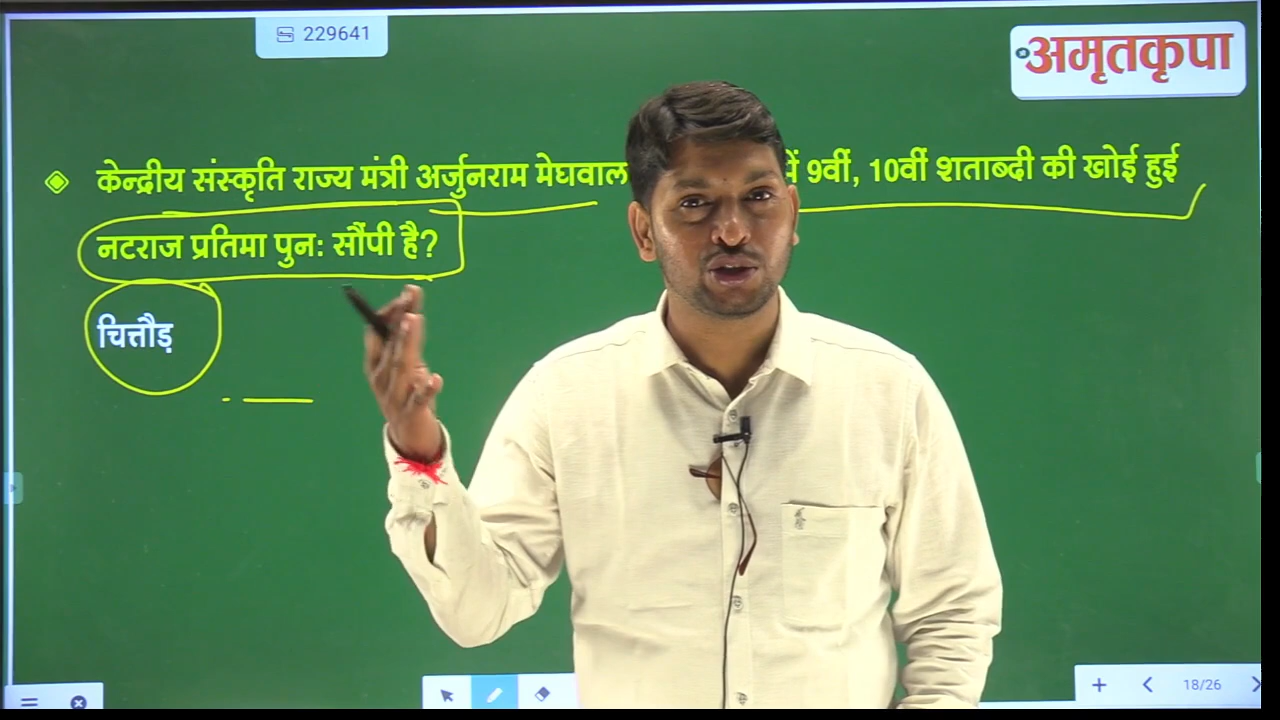 229641
अमृतकृपा
केन्द्रीय संस्कृति राज्य मंत्री अर्जुनराम मेघवाल में 9वीं, 10वीं शताब्दी की खोई हुई
नटराज प्रतिमा पुनः सौंपी है?
चित्तौड़
18/26